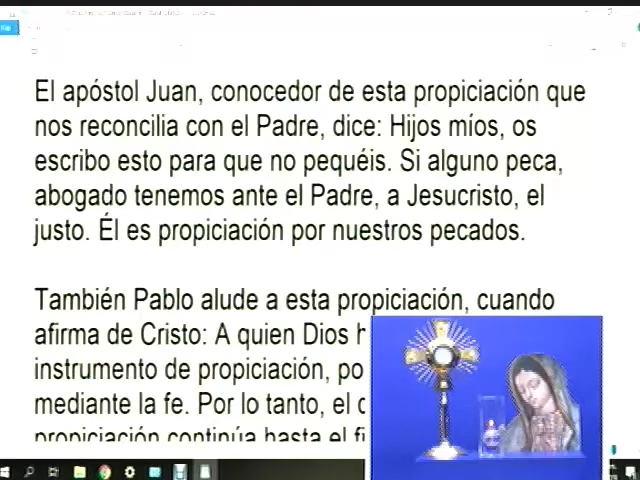 El apóstol Juan, conocedor de esta propiciación que
nos reconcilia con el Padre, dice: Hijos míos, os
escribo esto para que no pequéis. Si alguno peca,
abogado tenemos ante el Padre, a Jesucristo, el
justo. Él es propiciación por nuestros pecados.
También Pablo alude a esta propiciación, cuando
afirma de Cristo: A quien Dios h
instrumento de propiciación, po
mediante la fe. Por lo tanto, el
propiciación continúa hasta el